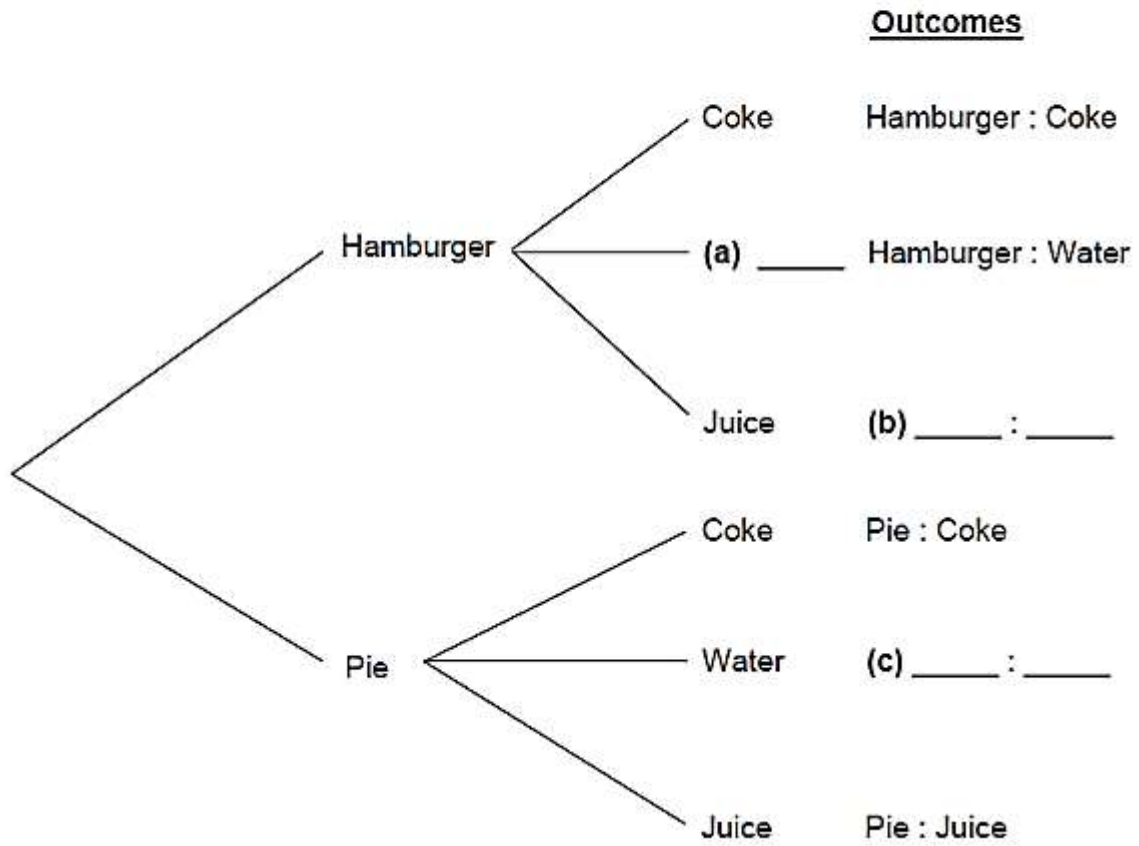 Outcomes
Coke Hamburger : Coke
Hamburger (a) _____ Hamburger : Water
Juice (b) _____ : _____
Coke Pie : Coke
Pie Water (c) _____ : _____
Juice Pie : Juice